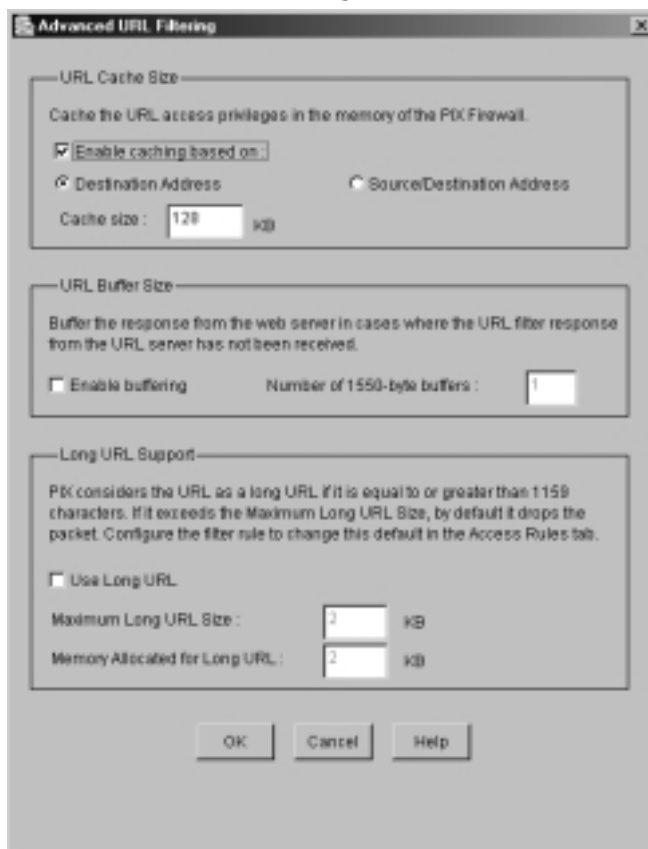 Advanced URL Filtering
URL Cache Size
Cache the URL access privileges in the memory of the PIX Firewall.
Enable caching based on :
Destination Address
Source/Destination Address
Cache size :
128
KB
URL Buffer Size
Buffer the response from the web server in cases where the URL filter response
from the URL server has not been received.
Enable buffering
Number of 1550-byte buffers :
1
Long URL Support
PIX considers the URL as a long URL if it is equal to or greater than 1159
characters. If it exceeds the Maximum Long URL Size, by default it drops the
packet. Configure the filter rule to change this default in the Access Rules tab.
Use Long URL
Maximum Long URL Size :
2
KB
Memory Allocated for Long URL :
2
KB
OK
Cancel
Help